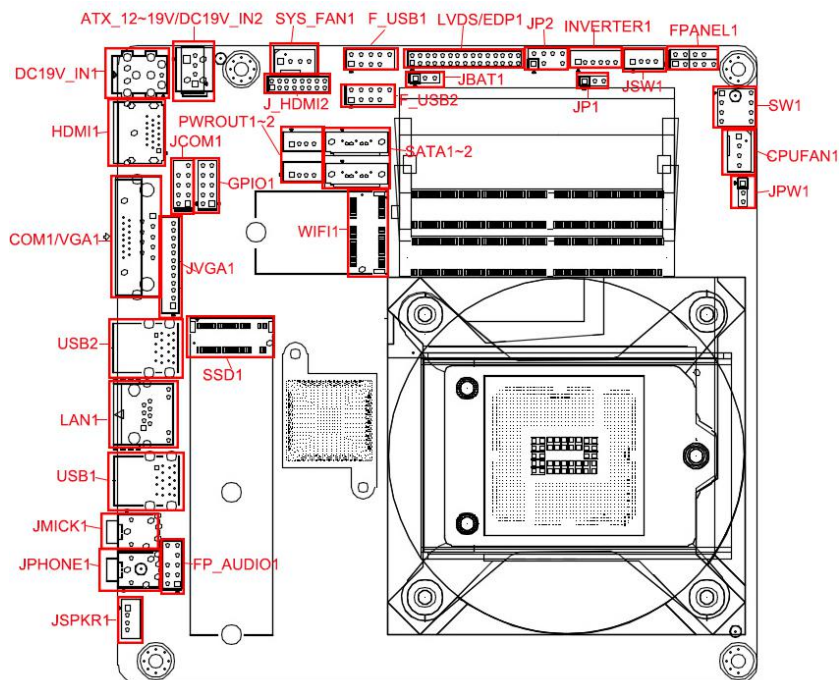 ATX_12~19V/DC19V_IN2
SYS_FAN1
F_USB1
LVDS/EDP1
JP2
INVERTER1
FPANEL1
DC19V_IN1
JBAT1
JSW1
J_HDMI2
F_USB2
JP1
SW1
HDMI1
PWROUT1~2
JCOM1
SATA1~2
CPUFAN1
GPIO1
JPW1
COM1/VGA1
WIFI1
JVGA1
USB2
SSD1
LAN1
USB1
JMICK1
JPHONE1
FP_AUDIO1
JSPKR1